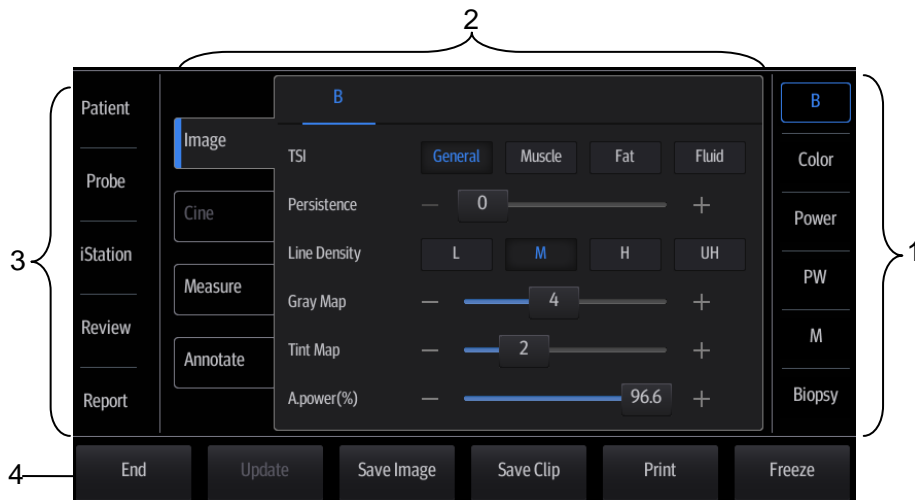 2
B
B
Patient
Image
TSI
General
Muscle
Fat
Fluid
Color
Probe
Persistence
0
Cine
Power
iStation
Line Density
L
M
H
UH
3
1
PW
Measure
Gray Map
4
Review
M
Tint Map
2
Annotate
Report
A.power(%)
96.6
Biopsy
4
End
Update
Save Image
Save Clip
Print
Freeze